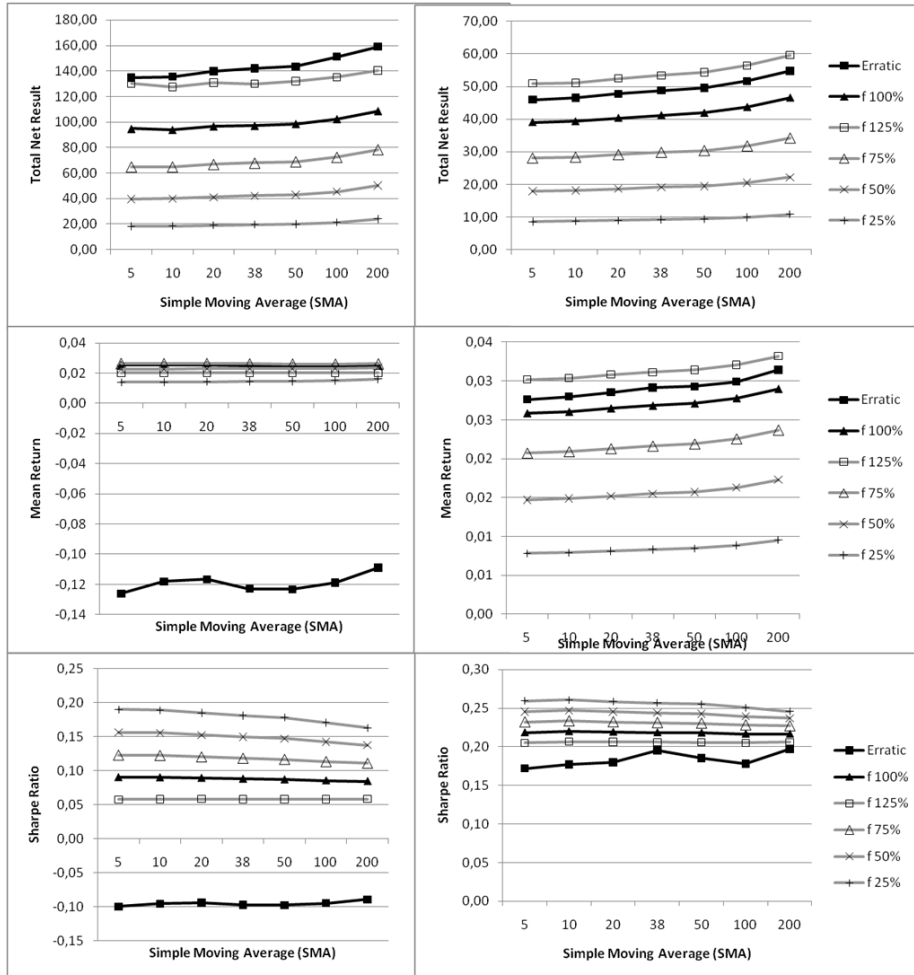 180,00
160,00
140,00
120,00
100,00
80,00
60,00
40,00
20,00
0,00
Total Net Result
5 10 20 38 50 100 200
Simple Moving Average (SMA)
70,00
60,00
50,00
40,00
30,00
20,00
10,00
0,00
Total Net Result
5 10 20 38 50 100 200
Simple Moving Average (SMA)
Erratic
f 100%
f 125%
f 75%
f 50%
f 25%
0,04
0,02
0,00
-0,02
-0,04
-0,06
-0,08
-0,10
-0,12
-0,14
Mean Return
5 10 20 38 50 100 200
Simple Moving Average (SMA)
0,04
0,03
0,03
0,02
0,02
0,01
0,01
0,00
Mean Return
5 10 20 38 50 100 200
Simple Moving Average (SMA)
Erratic
f 100%
f 125%
f 75%
f 50%
f 25%
0,25
0,20
0,15
0,10
0,05
0,00
-0,05
-0,10
-0,15
Sharpe Ratio
5 10 20 38 50 100 200
Simple Moving Average (SMA)
0,30
0,25
0,20
0,15
0,10
0,05
0,00
Sharpe Ratio
5 10 20 38 50 100 200
Simple Moving Average (SMA)
Erratic
f 100%
f 125%
f 75%
f 50%
f 25%